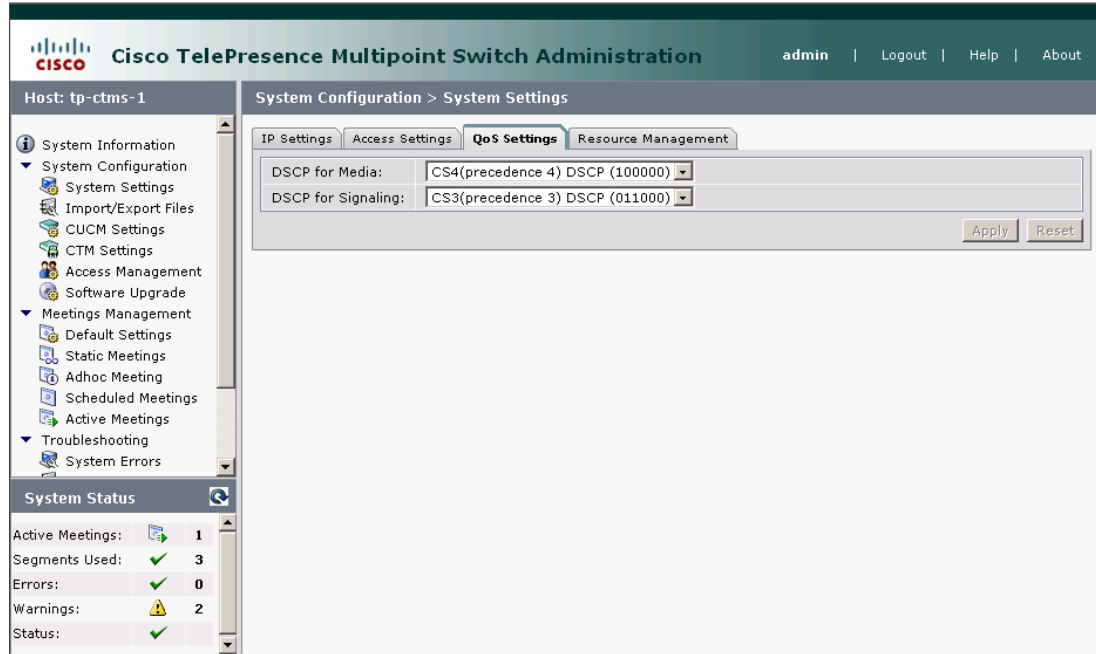 CISCO
Cisco TelePresence Multipoint Switch Administration
admin | Logout | Help | About
Host: tp-ctms-1
System Information
System Configuration
System Settings
Import/Export Files
CUCM Settings
CTM Settings
Access Management
Software Upgrade
Meetings Management
Default Settings
Static Meetings
Adhoc Meeting
Scheduled Meetings
Active Meetings
Troubleshooting
System Errors
System Status
Active Meetings: 1
Segments Used: 3
Errors: 0
Warnings: 2
Status:
System Configuration > System Settings
IP Settings Access Settings QoS Settings Resource Management
DSCP for Media: CS4(precedence 4) DSCP (100000)
DSCP for Signaling: CS3(precedence 3) DSCP (011000)
Apply Reset